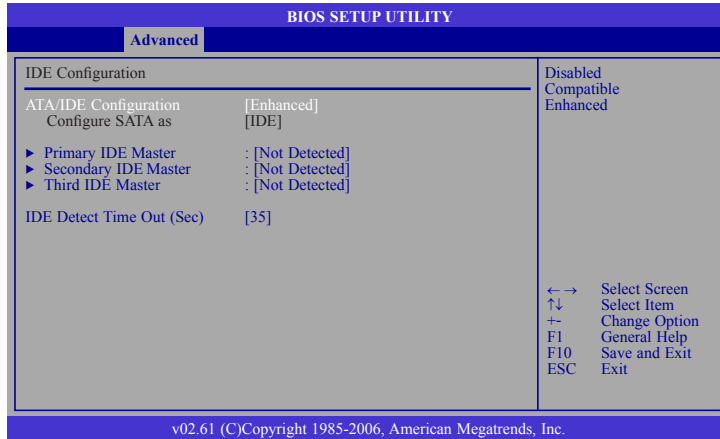 BIOS SETUP UTILITY
Advanced
IDE Configuration
ATA/IDE Configuration [Enhanced]
Configure SATA as [IDE]
► Primary IDE Master : [Not Detected]
► Secondary IDE Master : [Not Detected]
► Third IDE Master : [Not Detected]
IDE Detect Time Out (Sec) [35]
Disabled
Compatible
Enhanced
←→ Select Screen
↑↓ Select Item
+- Change Option
F1 General Help
F10 Save and Exit
ESC Exit
v02.61 (C)Copyright 1985-2006, American Megatrends, Inc.